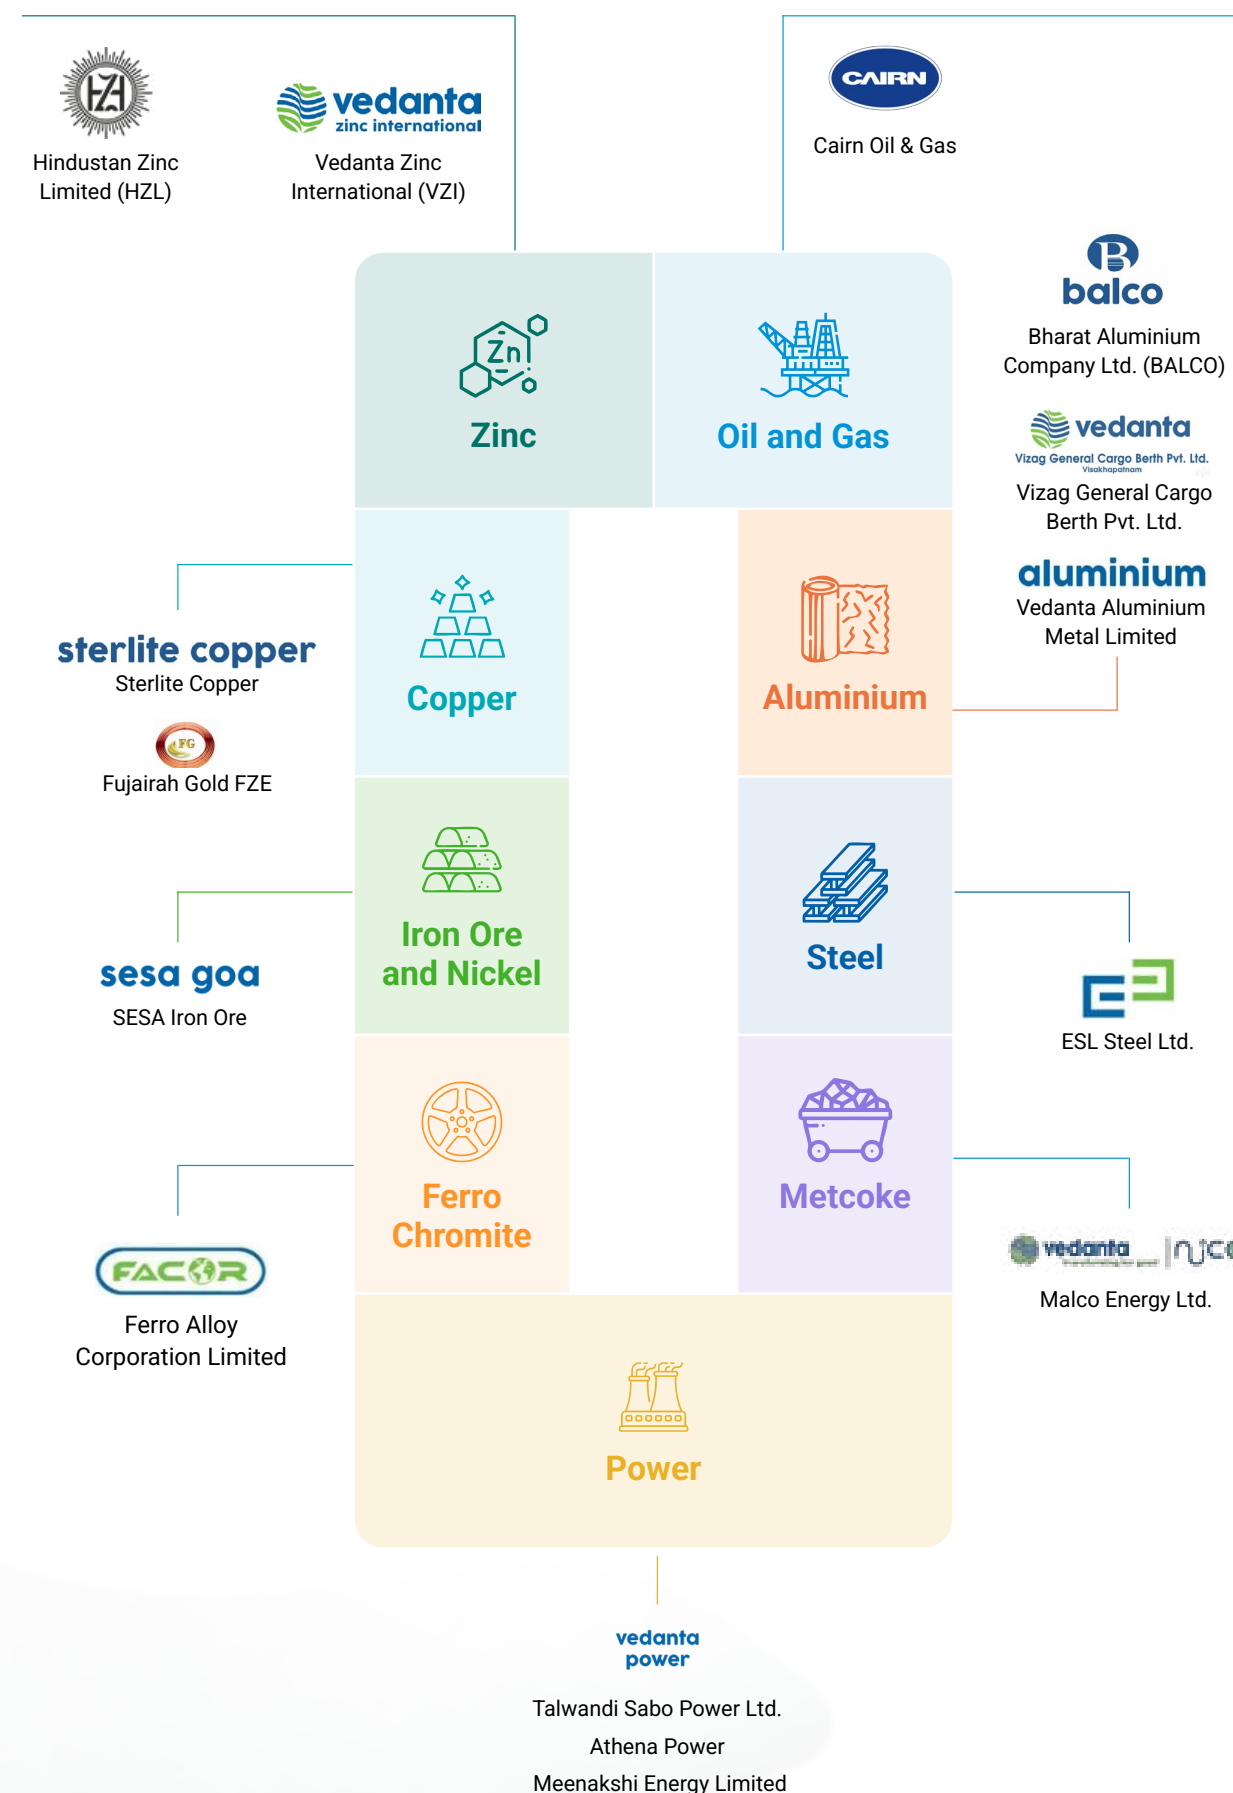 CAIRN
HZL
vedanta
zinc international
Hindustan Zinc
Limited (HZL)
Vedanta Zinc
International (VZI)
Cairn Oil & Gas
B
balco
Bharat Aluminium
Company Ltd. (BALCO)
Zn
Zinc
Oil and Gas
vedanta
Vizag General Cargo Berth Pvt. Ltd.
Visakhapatnam
Vizag General Cargo
Berth Pvt. Ltd.
aluminium
Vedanta Aluminium
Metal Limited
sterlite copper
Sterlite Copper
FG
Fujairah Gold FZE
Copper
Aluminium
sesa goa
SESA Iron Ore
Iron Ore
and Nickel
Steel
ESL Steel Ltd.
FACOR
Ferro Alloy
Corporation Limited
Ferro
Chromite
Metcoke
vedanta
Malco Energy Ltd.
Power
vedanta
power
Talwandi Sabo Power Ltd.
Athena Power
Meenakshi Energy Limited